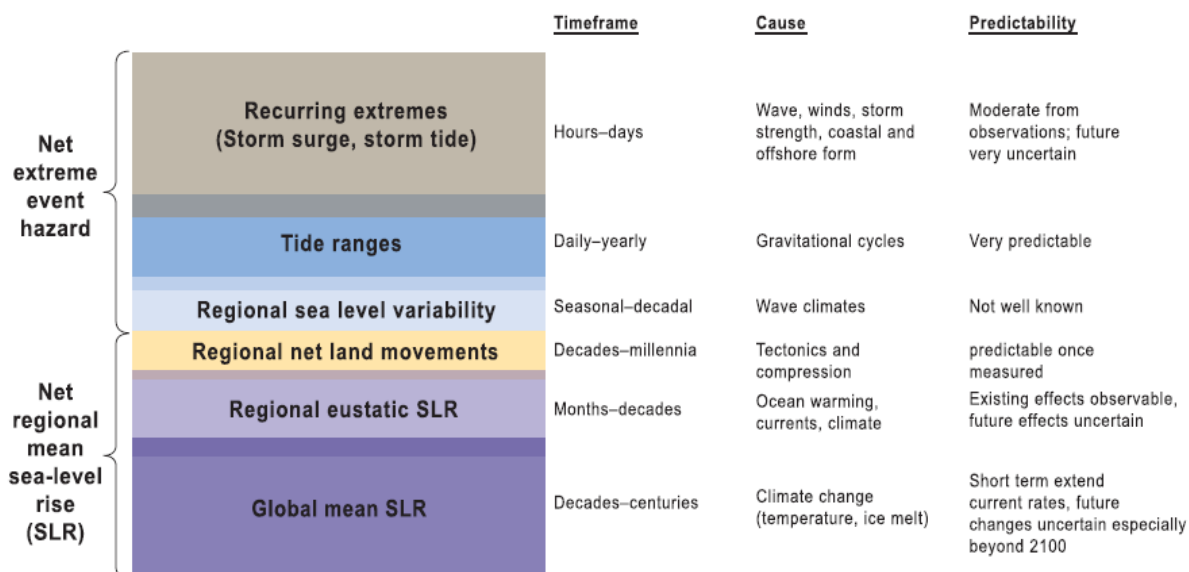 Timeframe
Cause
Predictability
Net
extreme
event
hazard
Recurring extremes
(Storm surge, storm tide)
Hours–days
Wave, winds, storm
strength, coastal and
offshore form
Moderate from
observations; future
very uncertain
Tide ranges
Daily–yearly
Gravitational cycles
Very predictable
Regional sea level variability
Seasonal–decadal
Wave climates
Not well known
Net
regional
mean
sea-level
rise
(SLR)
Regional net land movements
Decades–millennia
Tectonics and
compression
predictable once
measured
Regional eustatic SLR
Months–decades
Ocean warming,
currents, climate
Existing effects observable,
future effects uncertain
Global mean SLR
Decades–centuries
Climate change
(temperature, ice melt)
Short term extend
current rates, future
changes uncertain especially
beyond 2100